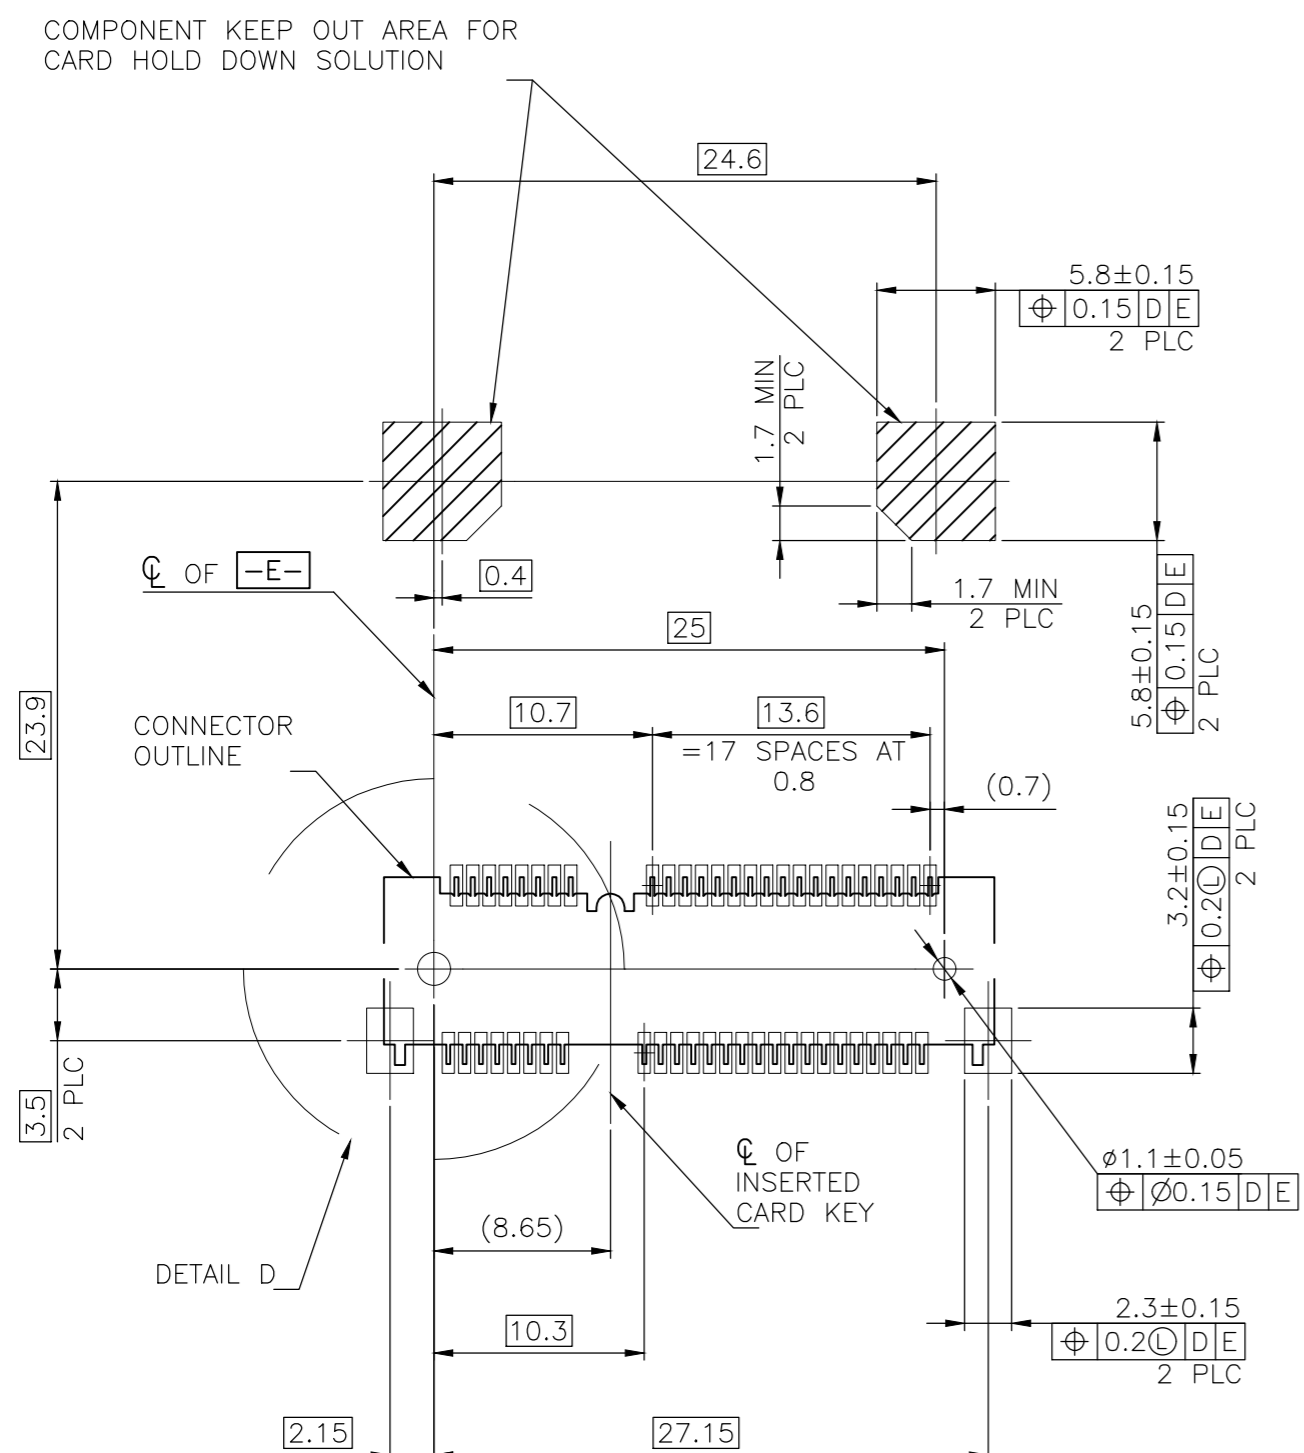 COMPONENT KEEP OUT AREA FOR
CARD HOLD DOWN SOLUTION
24.6
5.8±0.15
⌖ 0.15 D E
2 PLC
1.7 MIN
2 PLC
℄ OF -E-
0.4
1.7 MIN
2 PLC
5.8±0.15
⌖ 0.15 D E
2 PLC
25
23.9
CONNECTOR
OUTLINE
10.7
13.6
=17 SPACES AT
0.8
(0.7)
3.2±0.15
⌖ 0.2Ⓛ D E
2 PLC
3.5
2 PLC
℄ OF
INSERTED
CARD KEY
⌀1.1±0.05
⌖ ⌀0.15 D E
(8.65)
DETAIL D
10.3
2.3±0.15
⌖ 0.2Ⓛ D E
2 PLC
2.15
27.15